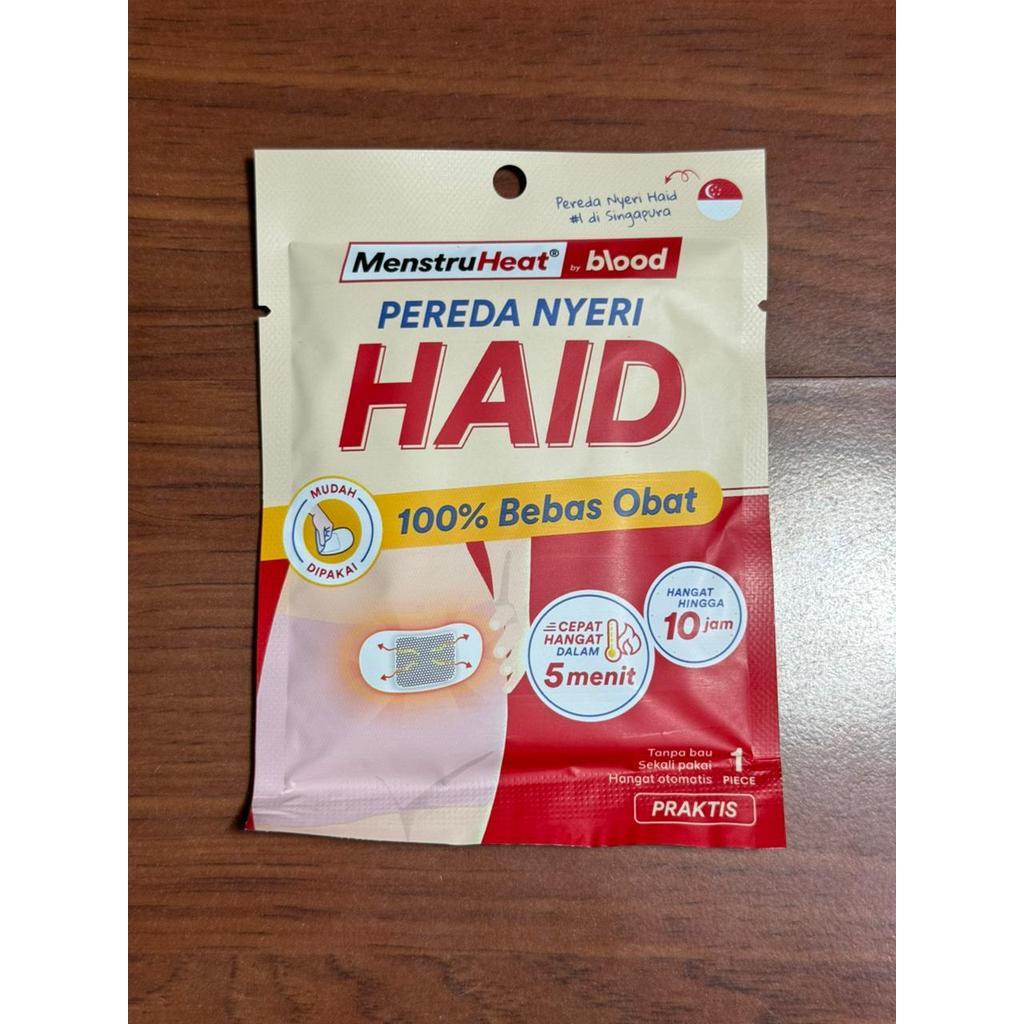 Pereda Nyeri Haid
#1 di Singapura
MenstruHeat® by blood
PEREDA NYERI
HAID
100% Bebas Obat
MUDAH
DIPAKAI
CEPAT
HANGAT
DALAM
5 menit
HANGAT
HINGGA
10 jam
Tanpa bau
Sekali pakai
Hangat otomatis
1
PIECE
PRAKTIS